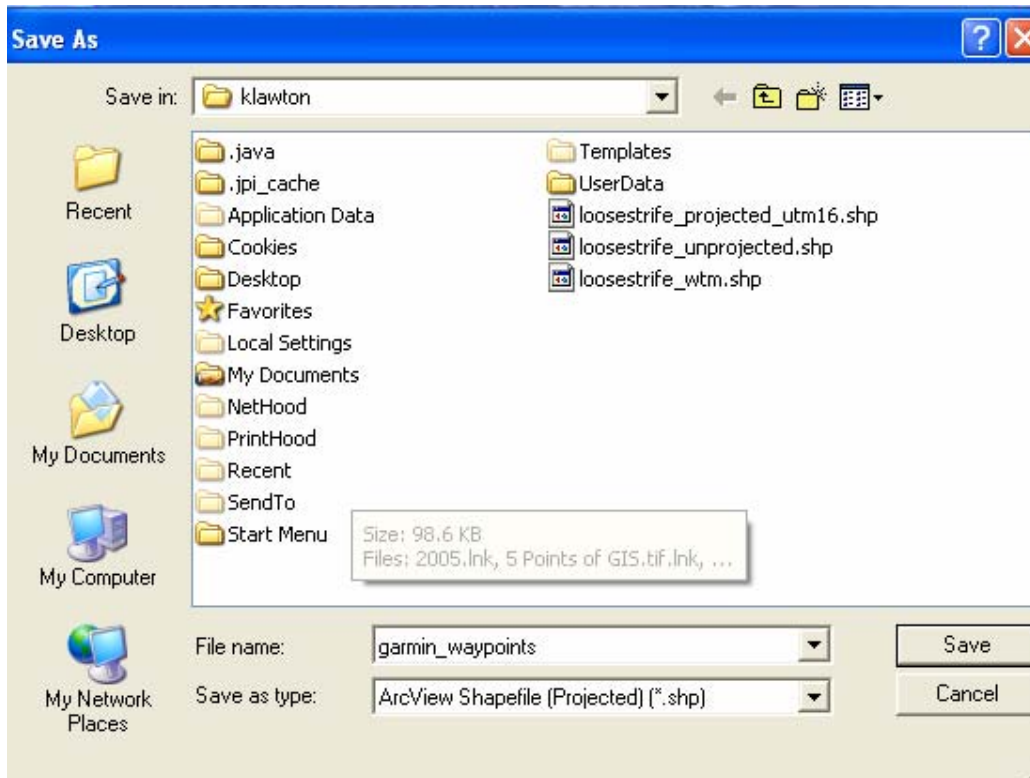 Save As
Save in: klawton
.java
.jpi_cache
Application Data
Cookies
Desktop
Favorites
Local Settings
My Documents
NetHood
PrintHood
Recent
SendTo
Start Menu
Templates
UserData
loosestrife_projected_utm16.shp
loosestrife_unprojected.shp
loosestrife_wtm.shp
Size: 98.6 KB
Files: 2005.lnk, 5 Points of GIS.tif.lnk, ...
Recent
Desktop
My Documents
My Computer
My Network
Places
File name: garmin_waypoints Save
Save as type: ArcView Shapefile (Projected) (*.shp) Cancel